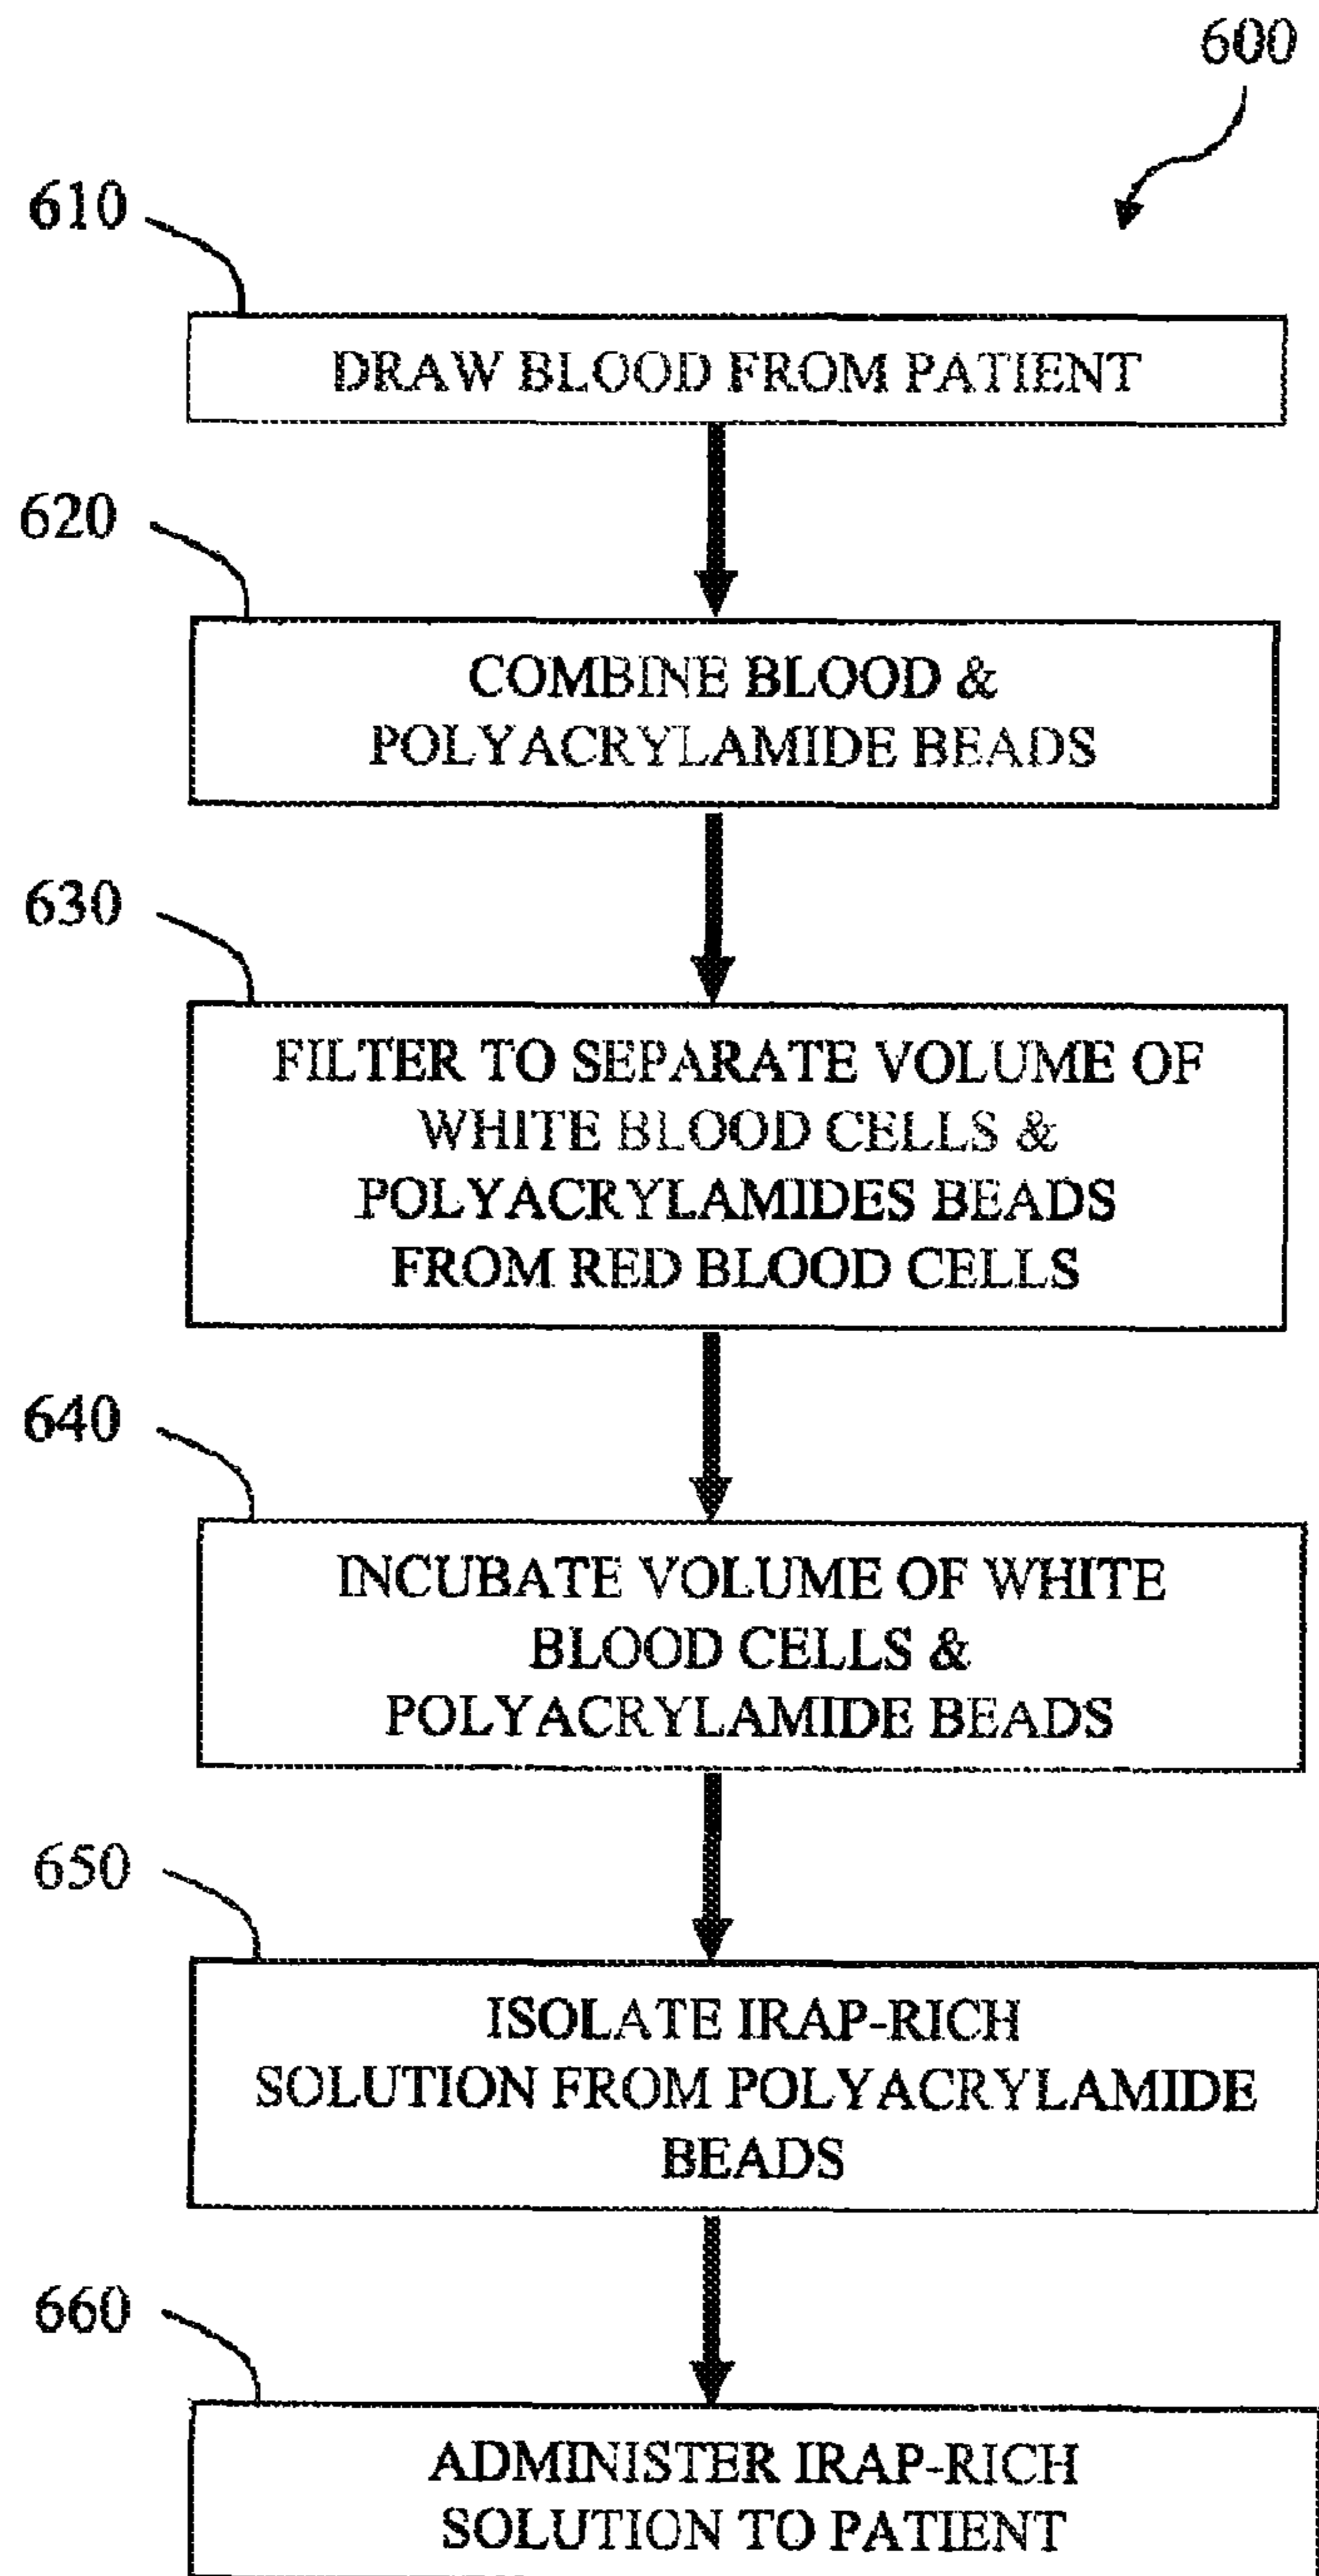 600
610
DRAW BLOOD FROM PATIENT
620
COMBINE BLOOD &
POLYACRYLAMIDE BEADS
630
FILTER TO SEPARATE VOLUME OF
WHITE BLOOD CELLS &
POLYACRYLAMIDES BEADS
FROM RED BLOOD CELLS
640
INCUBATE VOLUME OF WHITE
BLOOD CELLS &
POLYACRYLAMIDE BEADS
650
ISOLATE IRAP-RICH
SOLUTION FROM POLYACRYLAMIDE
BEADS
660
ADMINISTER IRAP-RICH
SOLUTION TO PATIENT